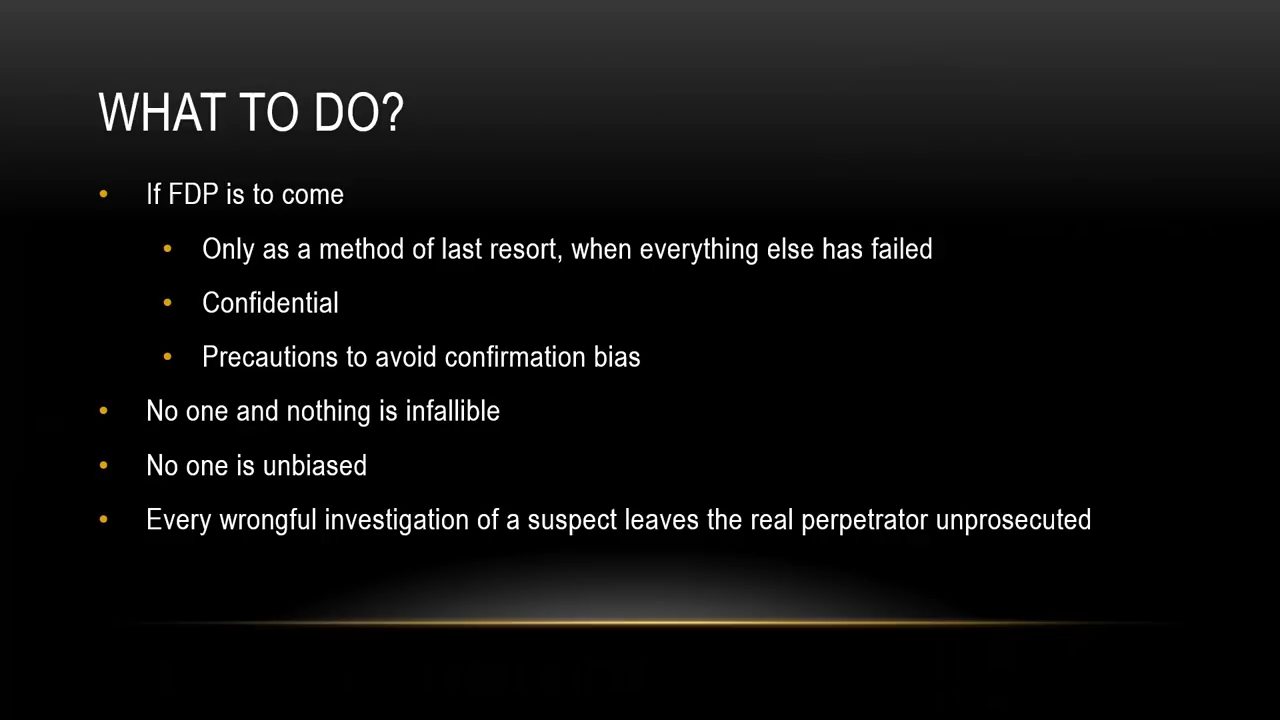 WHAT TO DO?
• If FDP is to come
• Only as a method of last resort, when everything else has failed
• Confidential
• Precautions to avoid confirmation bias
• No one and nothing is infallible
• No one is unbiased
• Every wrongful investigation of a suspect leaves the real perpetrator unprosecuted